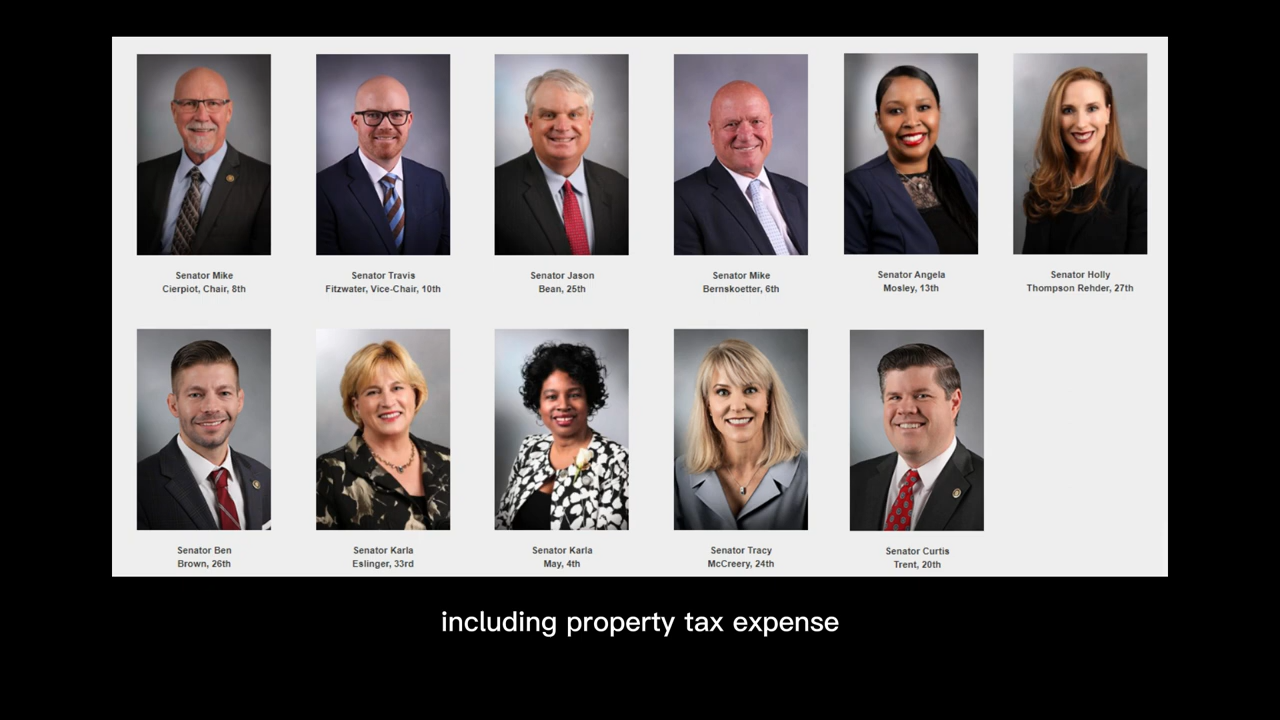 Senator Mike
Cierpiot, Chair, 8th
Senator Travis
Fitzwater, Vice-Chair, 10th
Senator Jason
Bean, 25th
Senator Mike
Bernskoetter, 6th
Senator Angela
Mosley, 13th
Senator Holly
Thompson Rehder, 27th
Senator Ben
Brown, 26th
Senator Karla
Eslinger, 33rd
Senator Karla
May, 4th
Senator Tracy
McCreery, 24th
Senator Curtis
Trent, 20th
including property tax expense